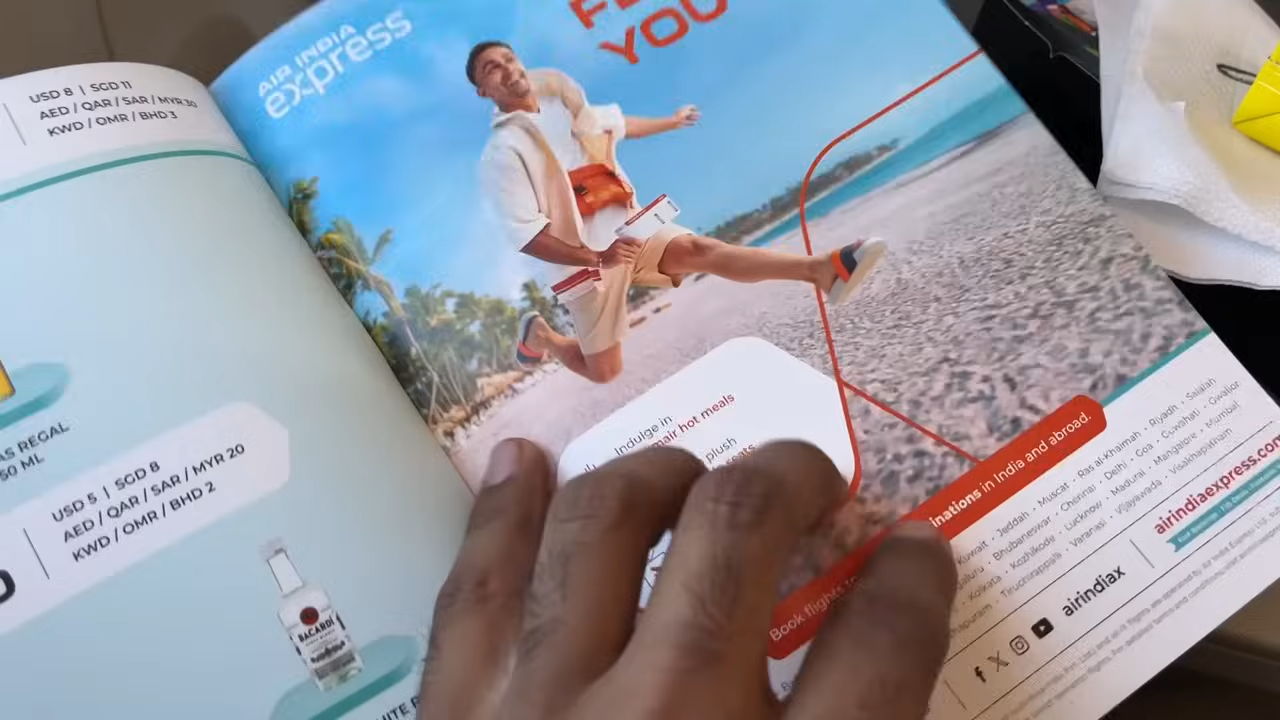 USD 8 | SGD 11
AED / QAR / SAR / MYR 30
KWD / OMR / BHD 3
AS REGAL
50 ML
USD 5 | SGD 8
AED / QAR / SAR / MYR 20
KWD / OMR / BHD 2
BACARDÍ
AIR INDIA
express
YOU
Indulge in
hot meals
plush
Book flights to
inations in India and abroad.
Kuwait • Jeddah • Muscat • Ras al-Khaimah • Riyadh • Salalah
Bhubaneswar • Chennai • Delhi • Goa • Guwahati • Gwalior
Kolkata • Kozhikode • Lucknow • Madurai • Mangalore • Mumbai
Tiruchirappalli • Varanasi • Vijayawada • Visakhapatnam
airindiaexpress.com
airindiax